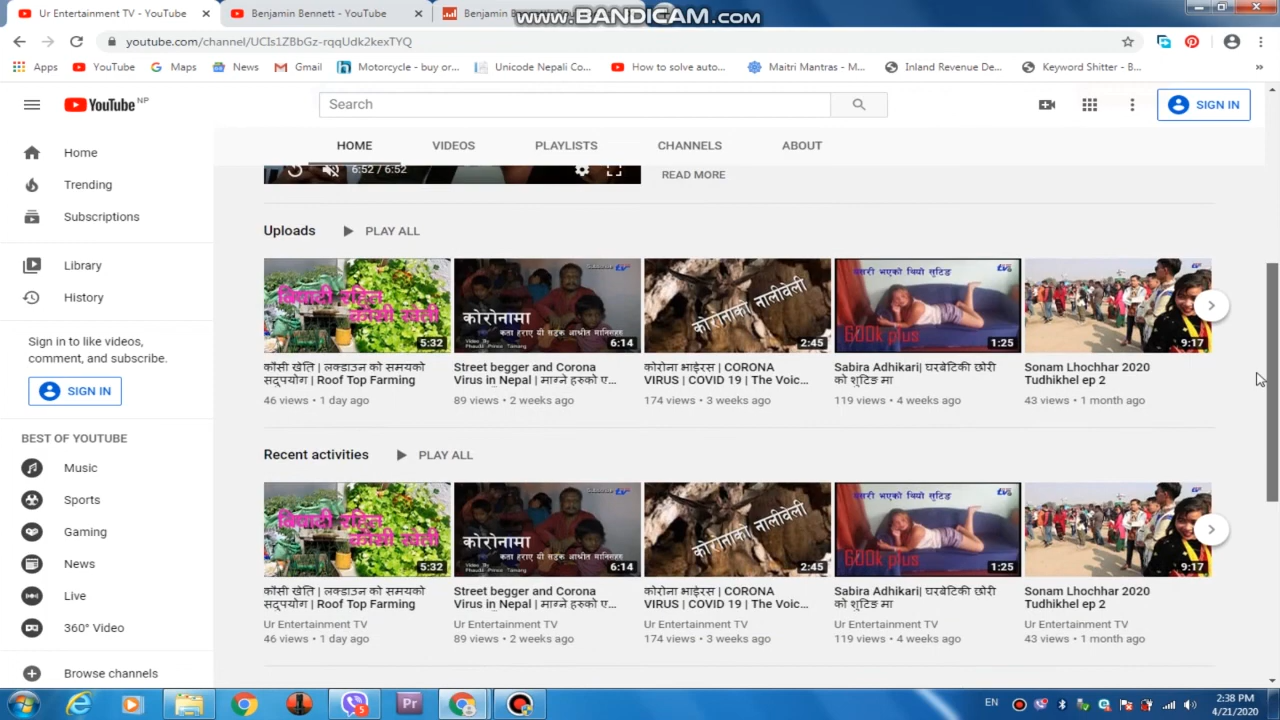 www.BANDICAM.com
Ur Entertainment TV - YouTube
Benjamin Bennett - YouTube
youtube.com/channel/UCIs1ZBbGz-rqqUdk2kexTYQ
Apps YouTube Maps News Gmail Motorcycle - buy or... Unicode Nepali Co... How to solve auto... Maitri Mantras - M... Inland Revenue De... Keyword Shitter - B... »
YouTube NP
Search
SIGN IN
HOME VIDEOS PLAYLISTS CHANNELS ABOUT
Home
Trending
Subscriptions
Library
History
Sign in to like videos,
comment, and subscribe.
SIGN IN
BEST OF YOUTUBE
Music
Sports
Gaming
News
Live
360° Video
Browse channels
6:52 / 6:52
READ MORE
Uploads PLAY ALL
5:32
कोरोनामा
6:14
कोरोनाको नालीवेली
2:45
यसरी भएको थियो सुटिङ
600k plus
1:25
9:17
काँसी खेति | लकडाउन को समयको
सद्पयोग | Roof Top Farming
46 views • 1 day ago
Street begger and Corona
Virus in Nepal | माग्ने हरुको ए...
89 views • 2 weeks ago
कोरोना भाईरस | CORONA
VIRUS | COVID 19 | The Voic...
174 views • 3 weeks ago
Sabira Adhikari| घरबेटिकी छोरी
को शुटिङ मा
119 views • 4 weeks ago
Sonam Lhochhar 2020
Tudhikhel ep 2
43 views • 1 month ago
Recent activities PLAY ALL
5:32
कोरोनामा
6:14
कोरोनाको नालीवेली
2:45
यसरी भएको थियो सुटिङ
600k plus
1:25
9:17
काँसी खेति | लकडाउन को समयको
सद्पयोग | Roof Top Farming
Ur Entertainment TV
46 views • 1 day ago
Street begger and Corona
Virus in Nepal | माग्ने हरुको ए...
Ur Entertainment TV
89 views • 2 weeks ago
कोरोना भाईरस | CORONA
VIRUS | COVID 19 | The Voic...
Ur Entertainment TV
174 views • 3 weeks ago
Sabira Adhikari| घरबेटिकी छोरी
को शुटिङ मा
Ur Entertainment TV
119 views • 4 weeks ago
Sonam Lhochhar 2020
Tudhikhel ep 2
Ur Entertainment TV
43 views • 1 month ago
Pr
EN
2:38 PM
4/21/2020